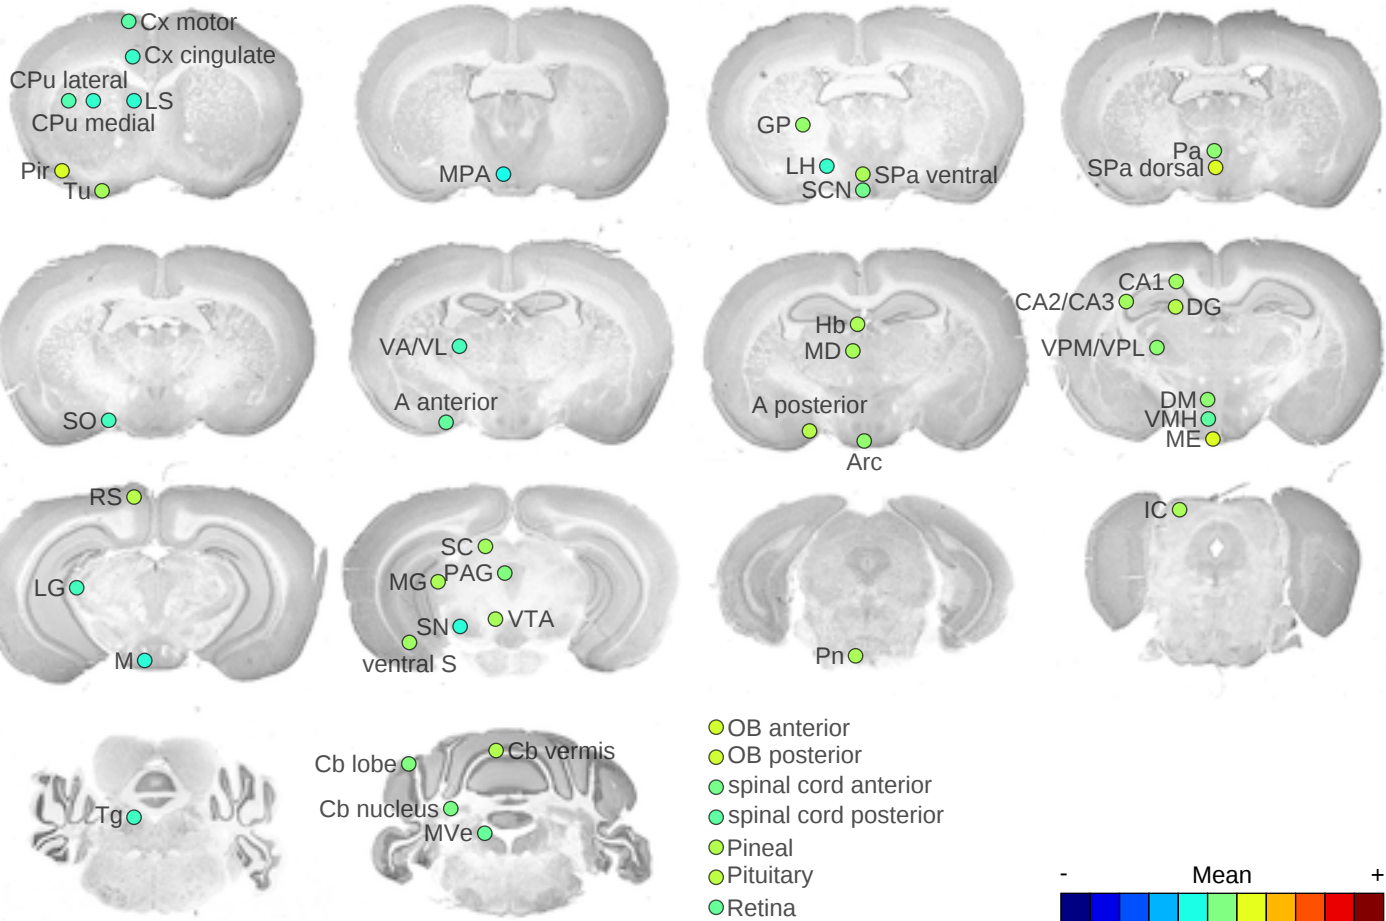 Cx motor
Cx cingulate
CPu lateral
LS
CPu medial
Pir
Tu
MPA
GP
LH
SPa ventral
SCN
Pa
SPa dorsal
SO
VA/VL
A anterior
Hb
MD
A posterior
Arc
CA1
CA2/CA3
DG
VPM/VPL
DM
VMH
ME
RS
LG
M
SC
MG
PAG
SN
VTA
ventral S
Pn
IC
Tg
Cb lobe
Cb vermis
Cb nucleus
MVe
OB anterior
OB posterior
spinal cord anterior
spinal cord posterior
Pineal
Pituitary
Retina
- Mean +